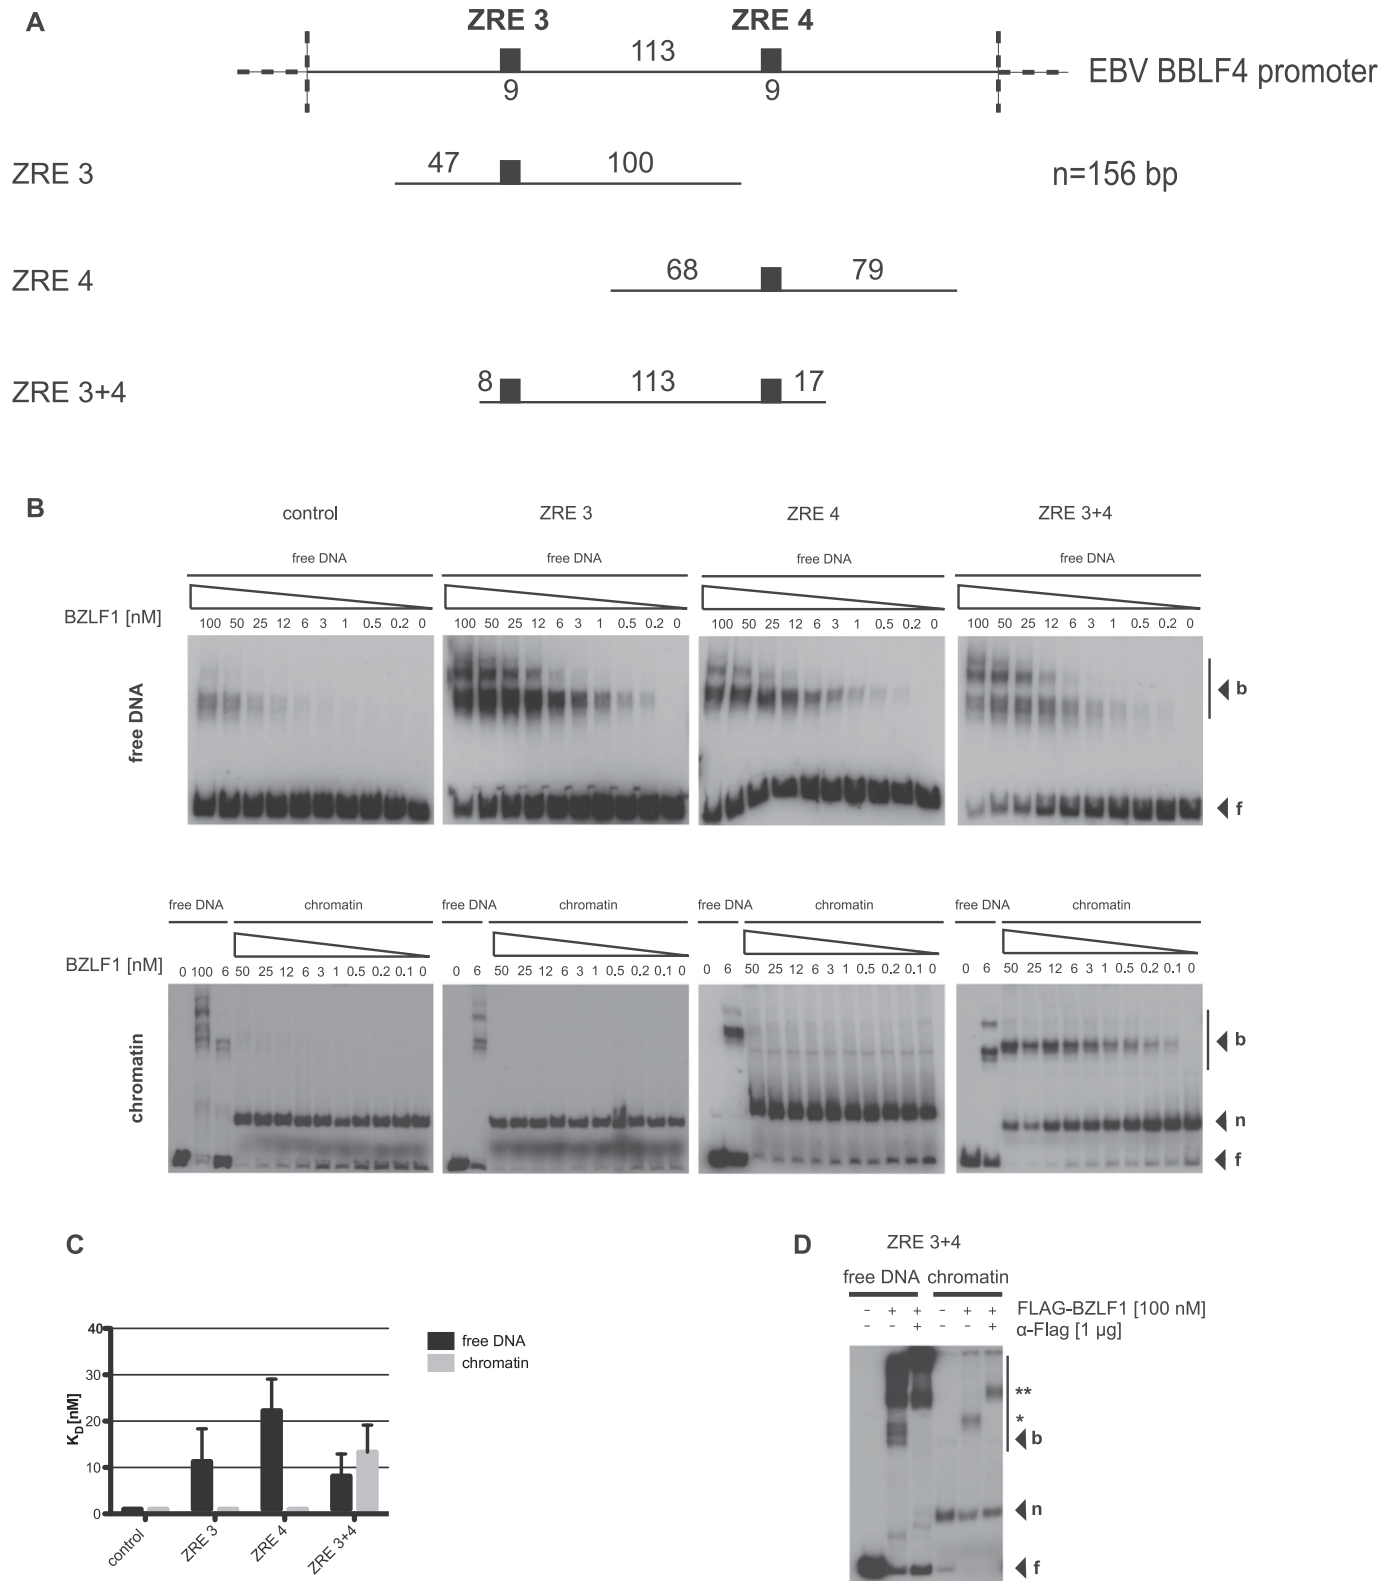 A
ZRE 3 ZRE 4
113
EBV BBLF4 promoter
9 9
ZRE 3 47 100 n=156 bp
ZRE 4 68 79
ZRE 3+4 8 113 17
B
control ZRE 3 ZRE 4 ZRE 3+4
free DNA free DNA free DNA free DNA
BZLF1 [nM] 100 50 25 12 6 3 1 0.5 0.2 0 100 50 25 12 6 3 1 0.5 0.2 0 100 50 25 12 6 3 1 0.5 0.2 0 100 50 25 12 6 3 1 0.5 0.2 0
free DNA
b
f
free DNA chromatin free DNA chromatin free DNA chromatin free DNA chromatin
BZLF1 [nM] 0 100 6 50 25 12 6 3 1 0.5 0.2 0.1 0 0 6 50 25 12 6 3 1 0.5 0.2 0.1 0 0 6 50 25 12 6 3 1 0.5 0.2 0.1 0 0 6 50 25 12 6 3 1 0.5 0.2 0.1 0
chromatin
b
n
f
C
K_D [nM]
40
30
20
10
0
control ZRE 3 ZRE 4 ZRE 3+4
free DNA
chromatin
D
ZRE 3+4
free DNA chromatin
- + + - + + FLAG-BZLF1 [100 nM]
- - + - - + α-Flag [1 µg]
**
*
b
n
f